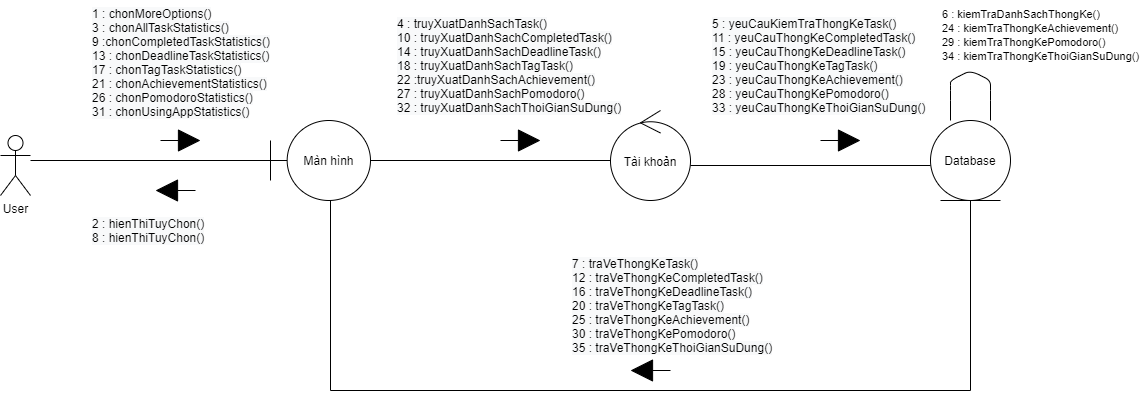 1 : chonMoreOptions()
3 : chonAllTaskStatistics()
9 :chonCompletedTaskStatistics()
13 : chonDeadlineTaskStatistics()
17 : chonTagTaskStatistics()
21 : chonAchievementStatistics()
26 : chonPomodoroStatistics()
31 : chonUsingAppStatistics()
4 : truyXuatDanhSachTask()
10 : truyXuatDanhSachCompletedTask()
14 : truyXuatDanhSachDeadlineTask()
18 : truyXuatDanhSachTagTask()
22 :truyXuatDanhSachAchievement()
27 : truyXuatDanhSachPomodoro()
32 : truyXuatDanhSachThoiGianSuDung()
5 : yeuCauKiemTraThongKeTask()
11 : yeuCauThongKeCompletedTask()
15 : yeuCauThongKeDeadlineTask()
19 : yeuCauThongKeTagTask()
23 : yeuCauThongKeAchievement()
28 : yeuCauThongKePomodoro()
33 : yeuCauThongKeThoiGianSuDung()
6 : kiemTraDanhSachThongKe()
24 : kiemTraThongKeAchievement()
29 : kiemTraThongKePomodoro()
34 : kiemTraThongKeThoiGianSuDung()
User
Màn hình
Tài khoản
Database
2 : hienThiTuyChon()
8 : hienThiTuyChon()
7 : traVeThongKeTask()
12 : traVeThongKeCompletedTask()
16 : traVeThongKeDeadlineTask()
20 : traVeThongKeTagTask()
25 : traVeThongKeAchievement()
30 : traVeThongKePomodoro()
35 : traVeThongKeThoiGianSuDung()